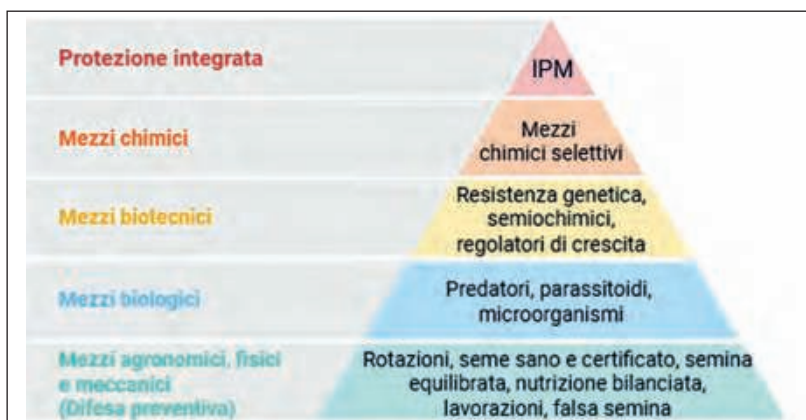 Protezione integrata
IPM
Mezzi chimici
Mezzi
chimici selettivi
Mezzi biotecnici
Resistenza genetica,
semiochimici,
regolatori di crescita
Mezzi biologici
Predatori, parassitoidi,
microorganismi
Mezzi agronomici, fisici
e meccanici
(Difesa preventiva)
Rotazioni, seme sano e certificato, semina
equilibrata, nutrizione bilanciata,
lavorazioni, falsa semina